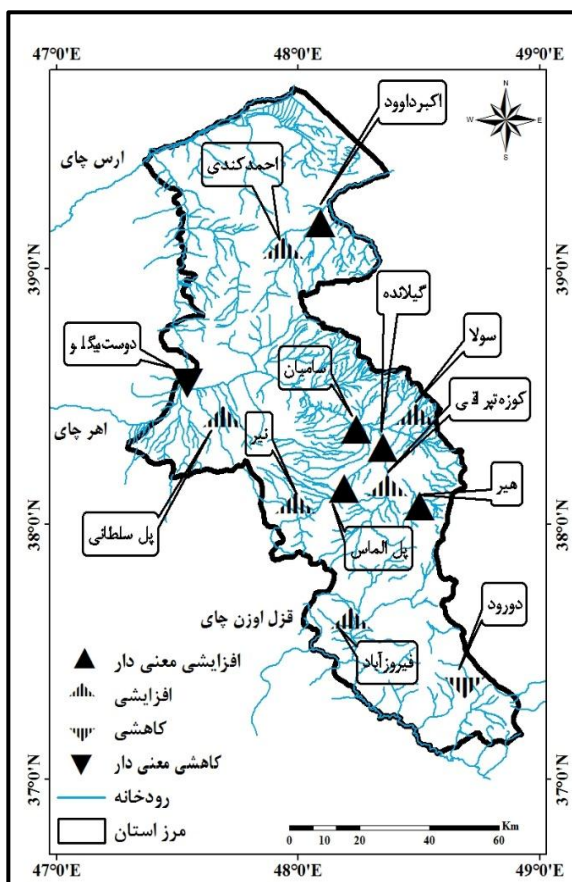 47°0'E 48°0'E 49°0'E
N
W E
S
اکبرداوود
ارس چای
احمدکندی
39°0'N 39°0'N
گیلانده
سولا
دوست‌بیگلو
سامیان
کوزه‌تپراقی
اهر چای
نیر
هیر
38°0'N 38°0'N
پل سلطانی
پل الماس
دورود
قزل اوزن چای
فیروزآباد
افزایشی معنی دار
افزایشی
کاهشی
کاهشی معنی دار
رودخانه
مرز استان
37°0'N 37°0'N
Km
0 10 20 40 60
47°0'E 48°0'E 49°0'E